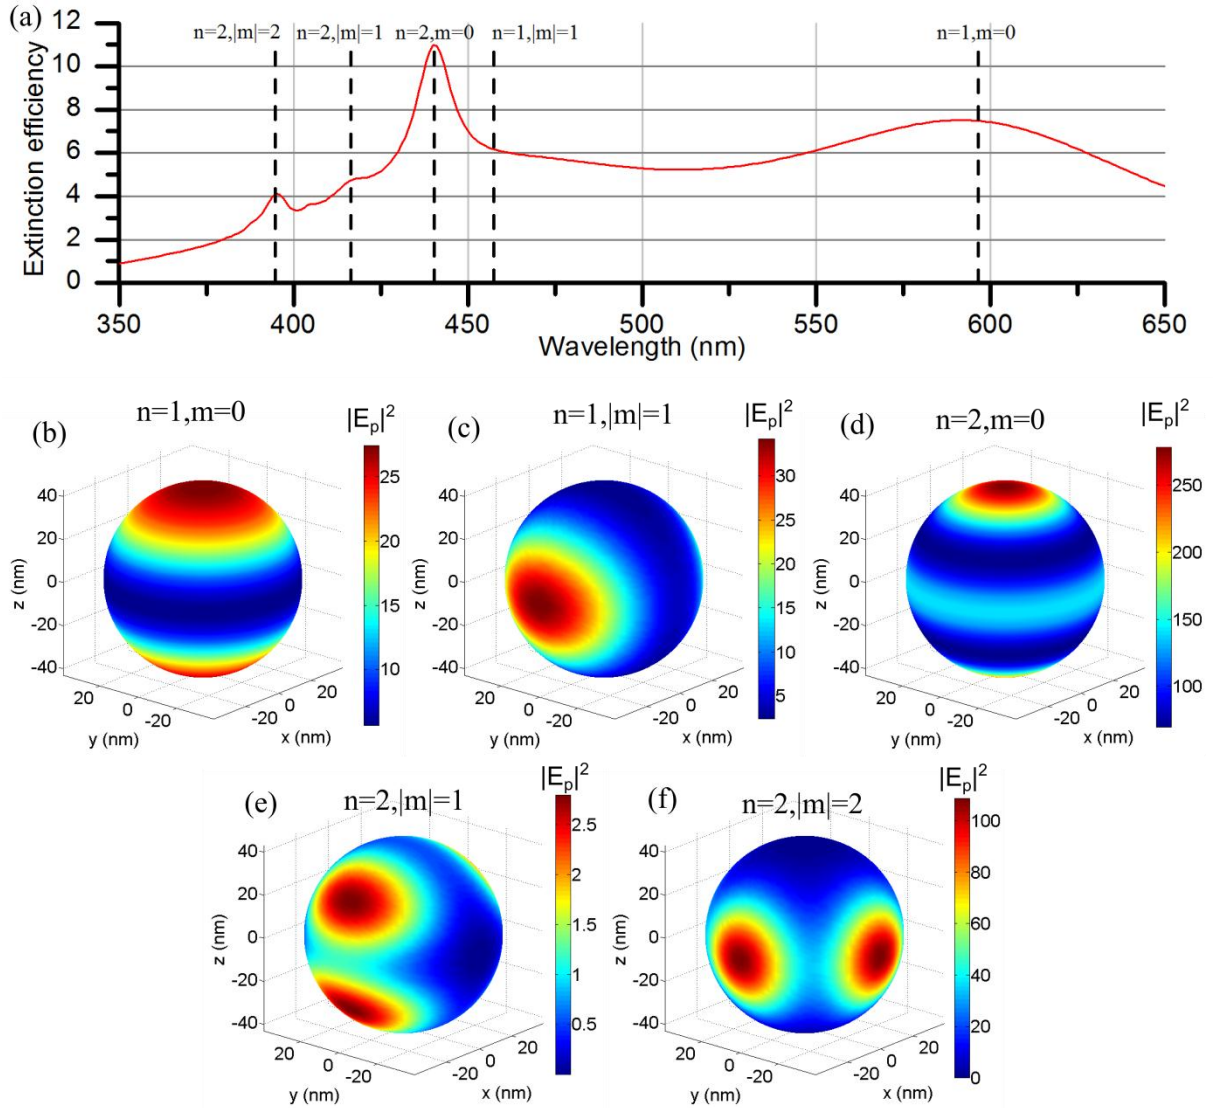 (a)
n=2,|m|=2 n=2,|m|=1 n=2,m=0 n=1,|m|=1 n=1,m=0
Extinction efficiency
12
10
8
6
4
2
0
350 400 450 500 550 600 650
Wavelength (nm)
(b)
n=1,m=0
|Eₚ|²
25
20
15
10
40
20
0
-20
-40
z (nm)
20
0
-20
y (nm)
20
0
-20
x (nm)
(c)
n=1,|m|=1
|Eₚ|²
30
25
20
15
10
5
40
20
0
-20
-40
z (nm)
20
0
-20
y (nm)
20
0
-20
x (nm)
(d)
n=2,m=0
|Eₚ|²
250
200
150
100
40
20
0
-20
-40
z (nm)
20
0
-20
y (nm)
20
0
-20
x (nm)
(e)
n=2,|m|=1
|Eₚ|²
2.5
2
1.5
1
0.5
40
20
0
-20
-40
z (nm)
20
0
-20
y (nm)
20
0
-20
x (nm)
(f)
n=2,|m|=2
|Eₚ|²
100
80
60
40
20
0
40
20
0
-20
-40
z (nm)
20
0
-20
y (nm)
20
0
-20
x (nm)